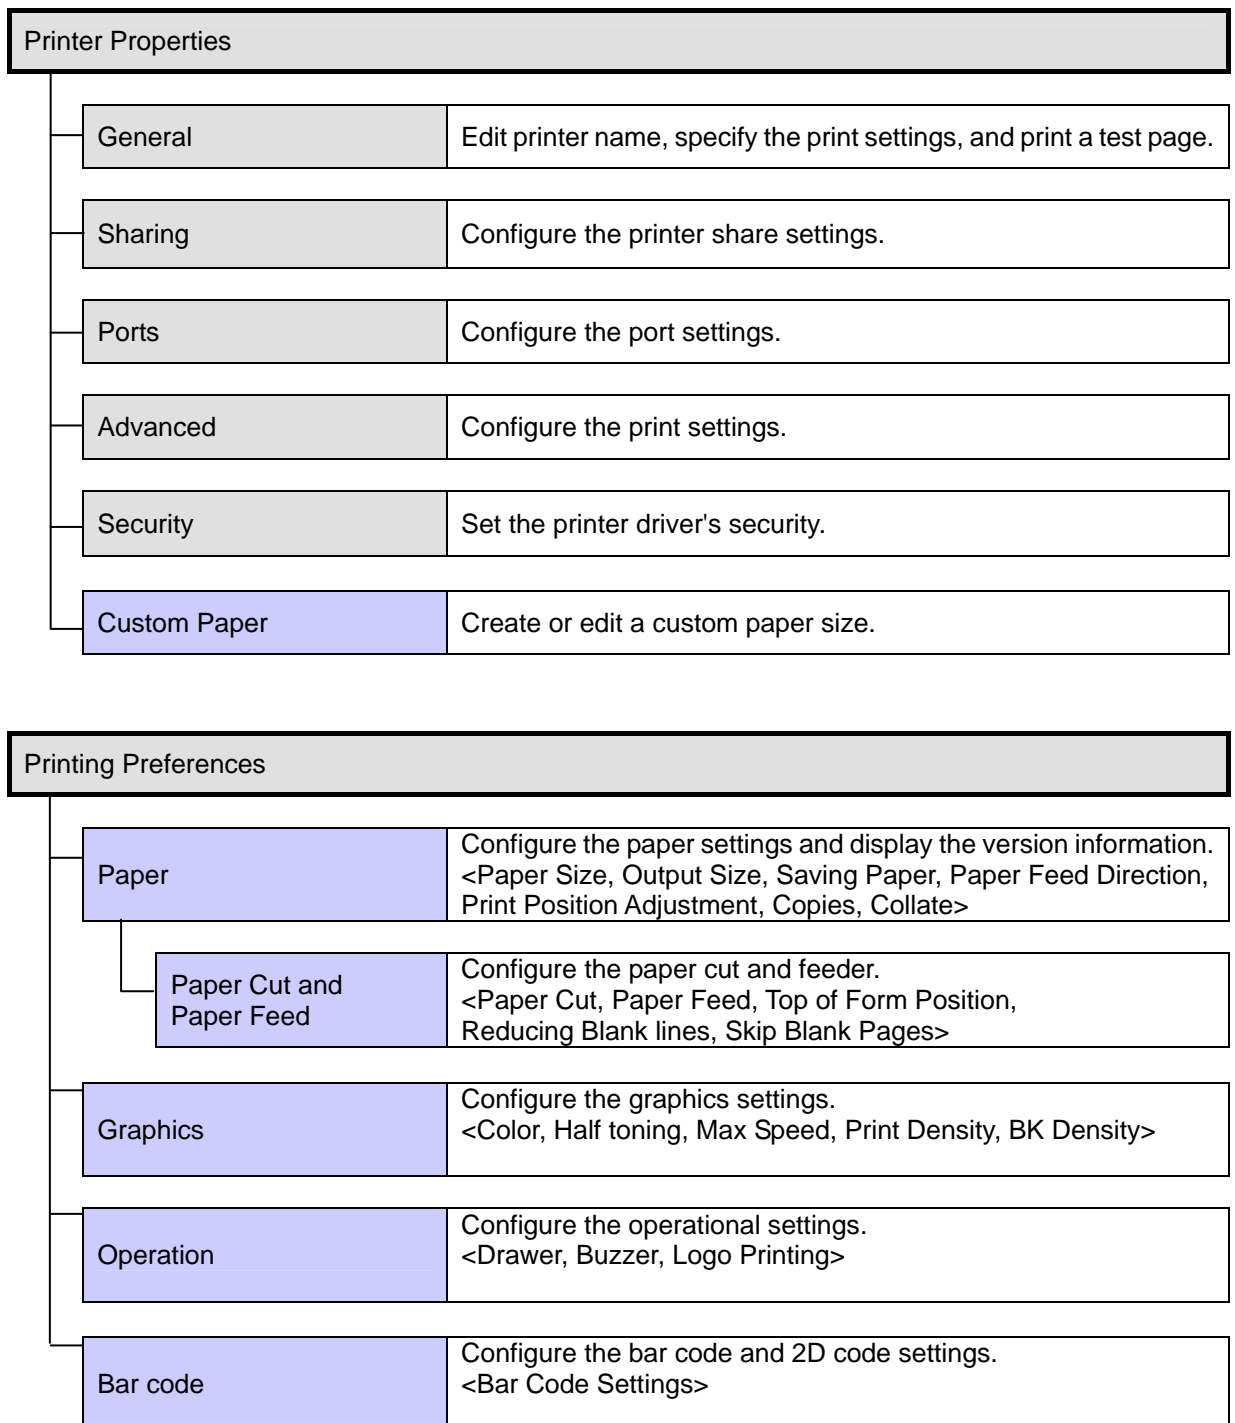 Printer Properties
General
Edit printer name, specify the print settings, and print a test page.
Sharing
Configure the printer share settings.
Ports
Configure the port settings.
Advanced
Configure the print settings.
Security
Set the printer driver's security.
Custom Paper
Create or edit a custom paper size.
Printing Preferences
Paper
Configure the paper settings and display the version information.
<Paper Size, Output Size, Saving Paper, Paper Feed Direction,
Print Position Adjustment, Copies, Collate>
Paper Cut and
Paper Feed
Configure the paper cut and feeder.
<Paper Cut, Paper Feed, Top of Form Position,
Reducing Blank lines, Skip Blank Pages>
Graphics
Configure the graphics settings.
<Color, Half toning, Max Speed, Print Density, BK Density>
Operation
Configure the operational settings.
<Drawer, Buzzer, Logo Printing>
Bar code
Configure the bar code and 2D code settings.
<Bar Code Settings>